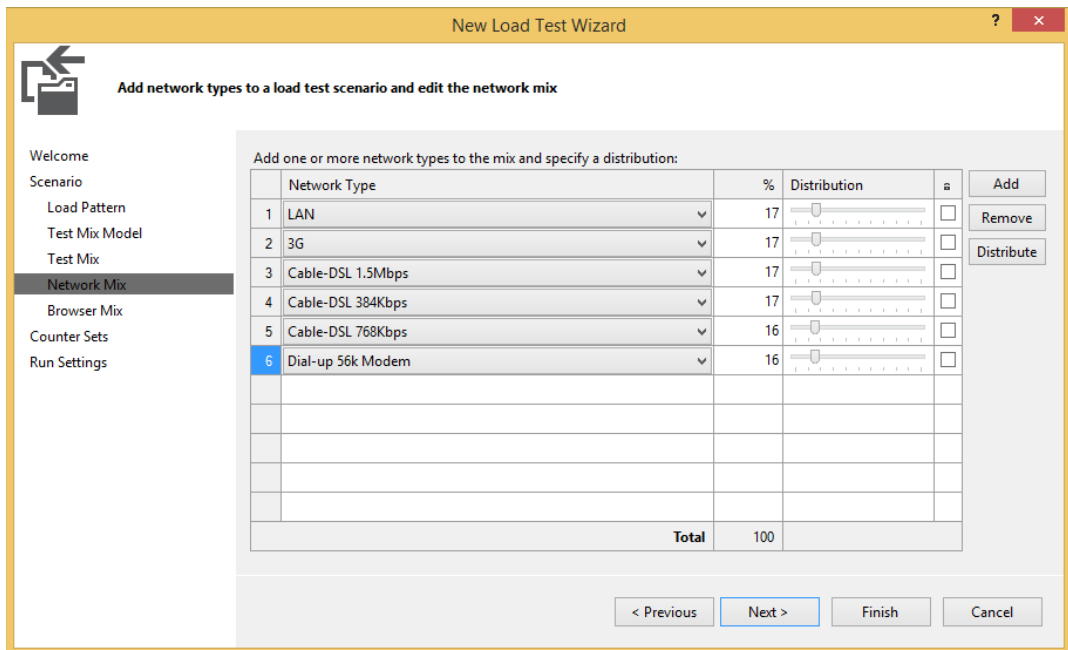 New Load Test Wizard
?
Add network types to a load test scenario and edit the network mix
Welcome
Scenario
Load Pattern
Test Mix Model
Test Mix
Network Mix
Browser Mix
Counter Sets
Run Settings
Add one or more network types to the mix and specify a distribution:
Network Type % Distribution
1 LAN 17
2 3G 17
3 Cable-DSL 1.5Mbps 17
4 Cable-DSL 384Kbps 17
5 Cable-DSL 768Kbps 16
6 Dial-up 56k Modem 16
Total 100
Add
Remove
Distribute
< Previous Next > Finish Cancel